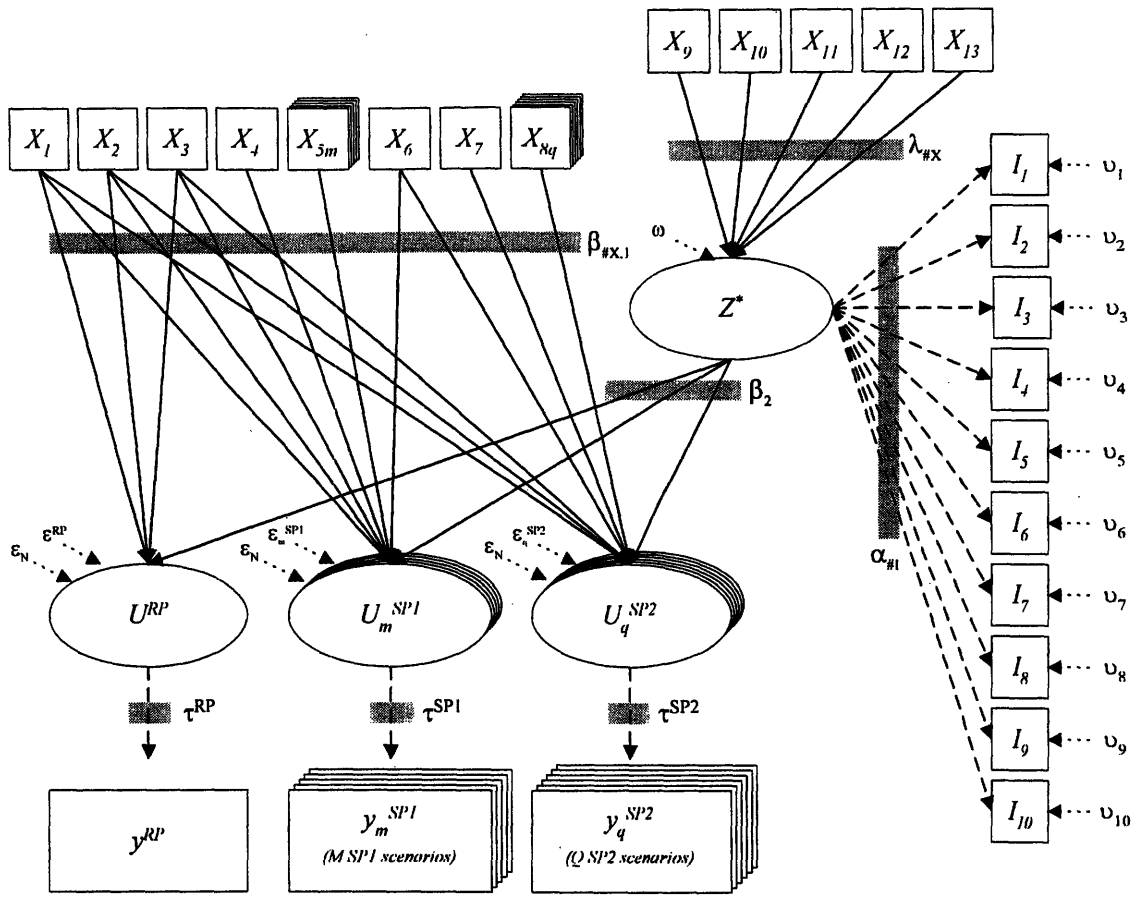 X9 X10 X11 X12 X13
X1 X2 X3 X4 X5m X6 X7 X8q
λ#X
β#X,1
ω
Z*
β2
I1 υ1
I2 υ2
I3 υ3
I4 υ4
I5 υ5
I6 υ6
I7 υ7
I8 υ8
I9 υ9
I10 υ10
α#I
εN εRP
εN εmSP1
εN εqSP2
URP
UmSP1
UqSP2
τRP
τSP1
τSP2
yRP
ymSP1
(M SP1 scenarios)
yqSP2
(Q SP2 scenarios)